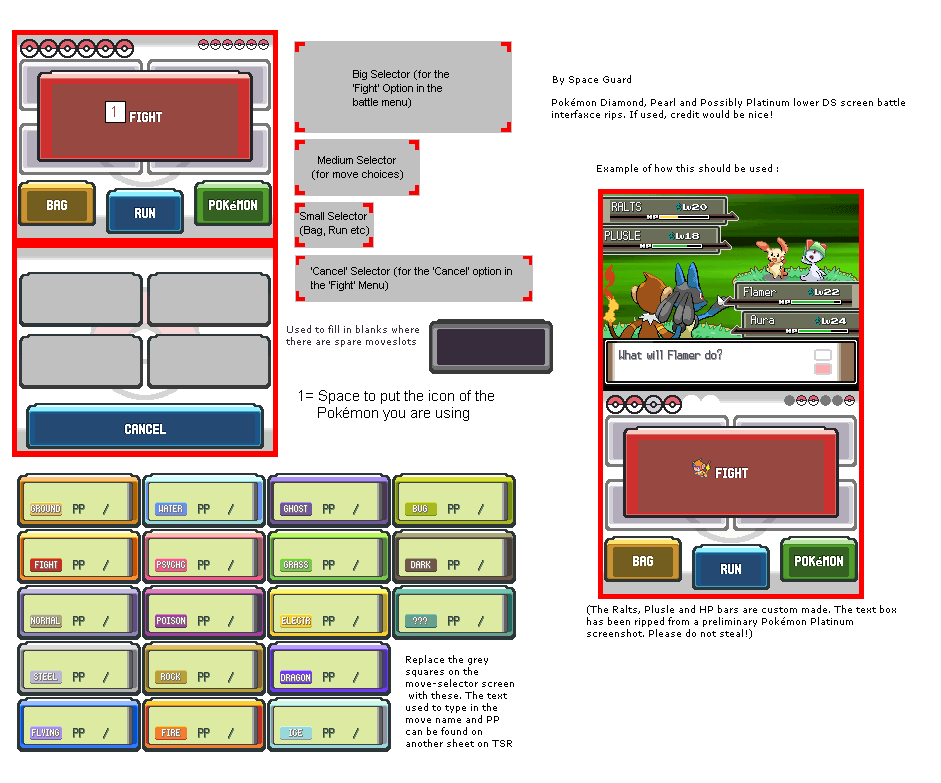 1 FIGHT
BAG
RUN
POKéMON
CANCEL
Big Selector (for the
'Fight' Option in the
battle menu)
Medium Selector
(for move choices)
Small Selector
(Bag, Run etc)
'Cancel' Selector (for the 'Cancel' option in
the 'Fight' Menu)
Used to fill in blanks where
there are spare moveslots
1= Space to put the icon of the
Pokémon you are using
By Space Guard
Pokémon Diamond, Pearl and Possibly Platinum lower DS screen battle
interfaxce rips. If used, credit would be nice!
Example of how this should be used :
RALTS Lv20
HP
PLUSLE Lv18
HP
Flamer Lv22
HP
Aura Lv24
HP
What will Flamer do?
FIGHT
BAG
RUN
POKéMON
(The Ralts, Plusle and HP bars are custom made. The text box
has been ripped from a preliminary Pokémon Platinum
screenshot. Please do not steal!)
GROUND PP /
WATER PP /
GHOST PP /
BUG PP /
FIGHT PP /
PSYCHC PP /
GRASS PP /
DARK PP /
NORMAL PP /
POISON PP /
ELECTR PP /
??? PP /
STEEL PP /
ROCK PP /
DRAGON PP /
FLYING PP /
FIRE PP /
ICE PP /
Replace the grey
squares on the
move-selector screen
with these. The text
used to type in the
move name and PP
can be found on
another sheet on TSR